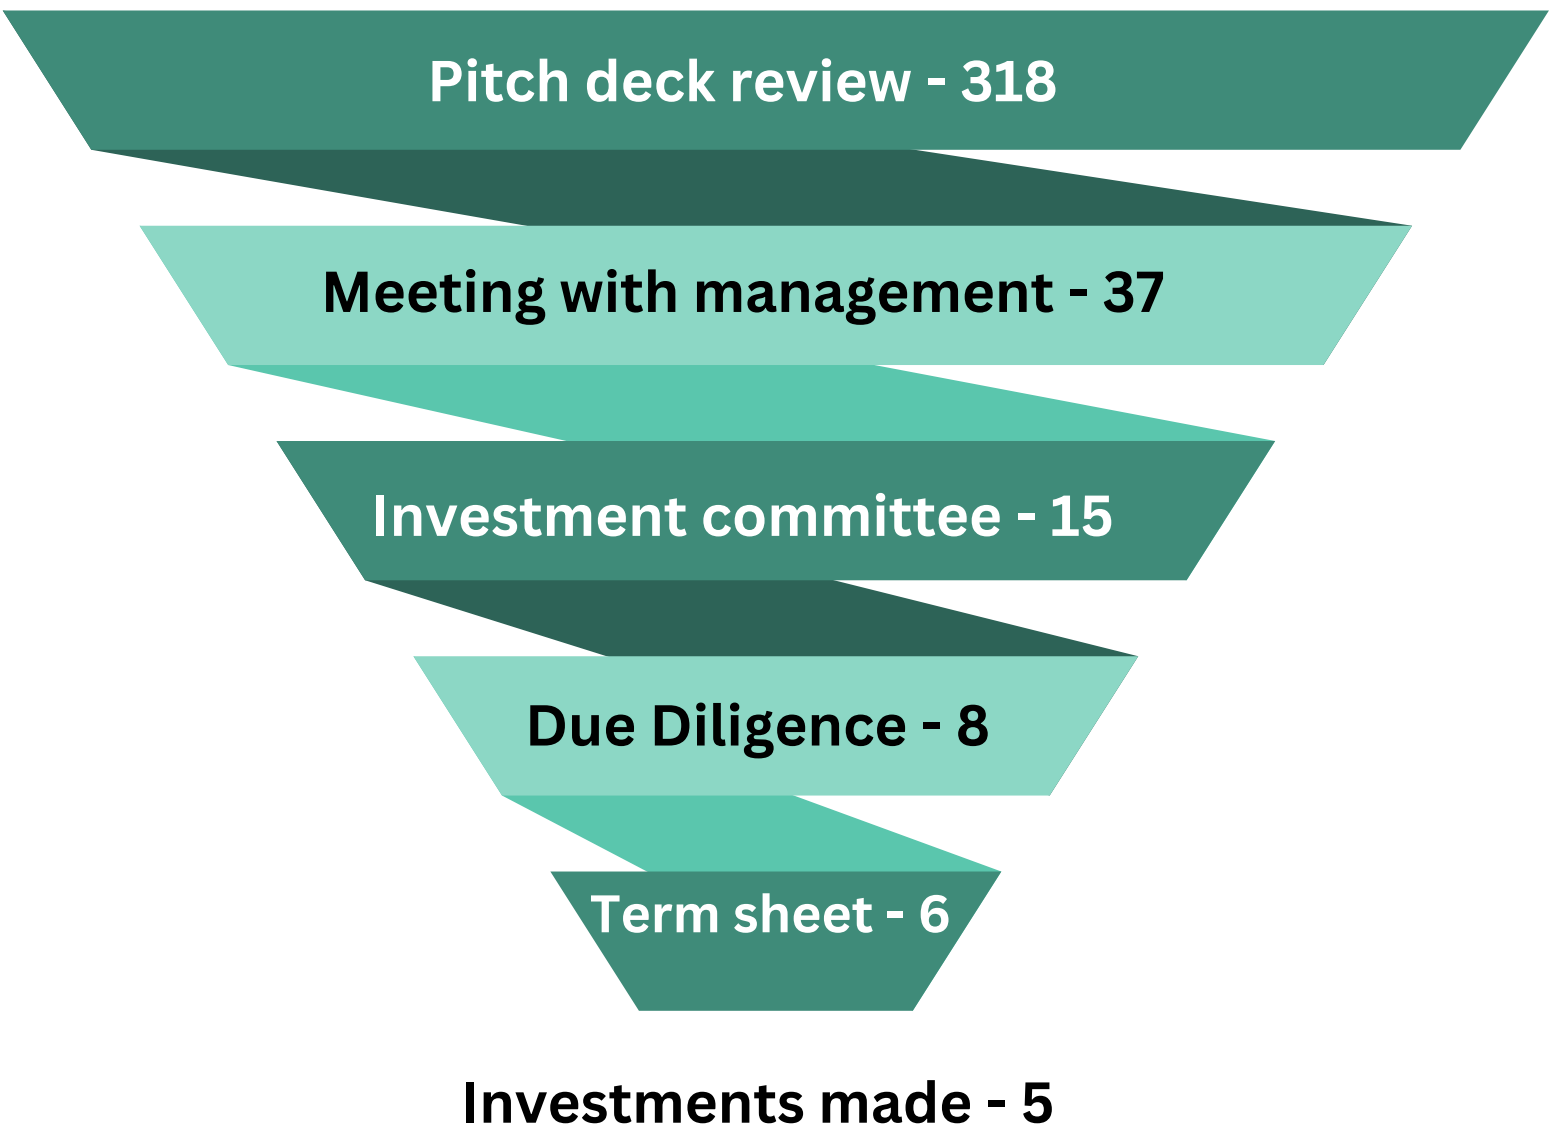 Pitch deck review - 318
Meeting with management - 37
Investment committee - 15
Due Diligence - 8
Term sheet - 6
Investments made - 5